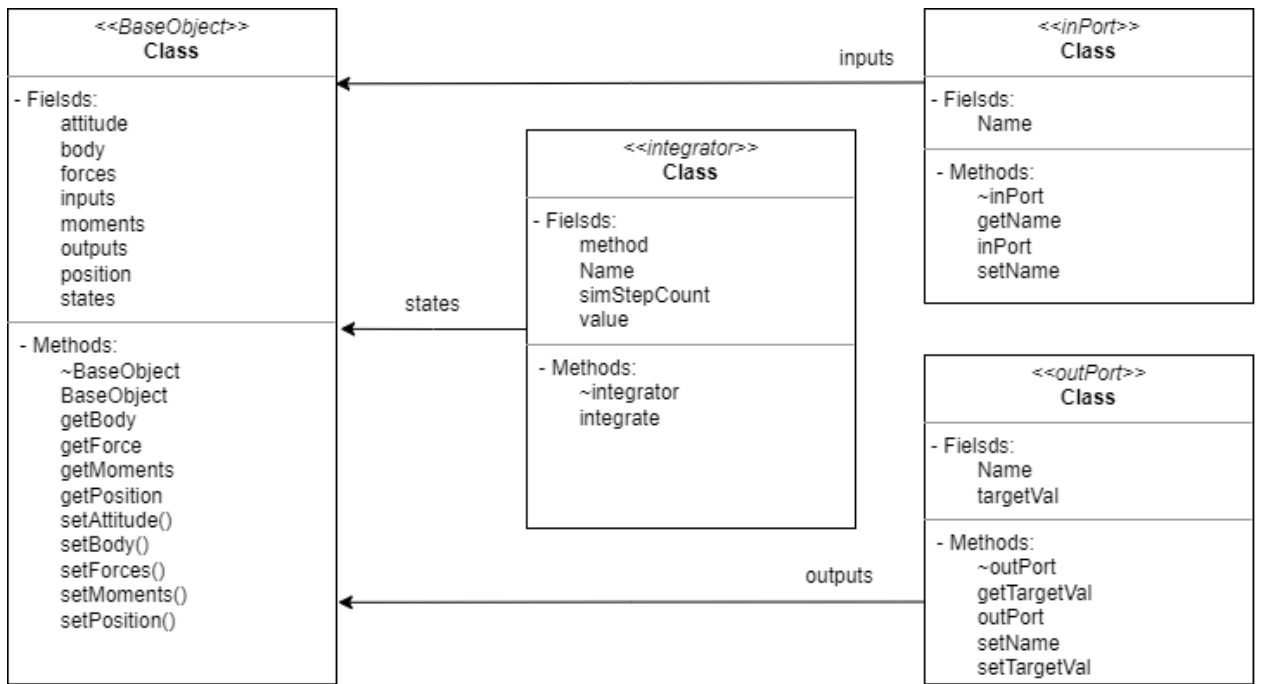 <<BaseObject>>
Class
- Fielsds:
attitude
body
forces
inputs
moments
outputs
position
states
- Methods:
~BaseObject
BaseObject
getBody
getForce
getMoments
getPosition
setAttitude()
setBody()
setForces()
setMoments()
setPosition()
inputs
states
outputs
<<integrator>>
Class
- Fielsds:
method
Name
simStepCount
value
- Methods:
~integrator
integrate
<<inPort>>
Class
- Fielsds:
Name
- Methods:
~inPort
getName
inPort
setName
<<outPort>>
Class
- Fielsds:
Name
targetVal
- Methods:
~outPort
getTargetVal
outPort
setName
setTargetVal